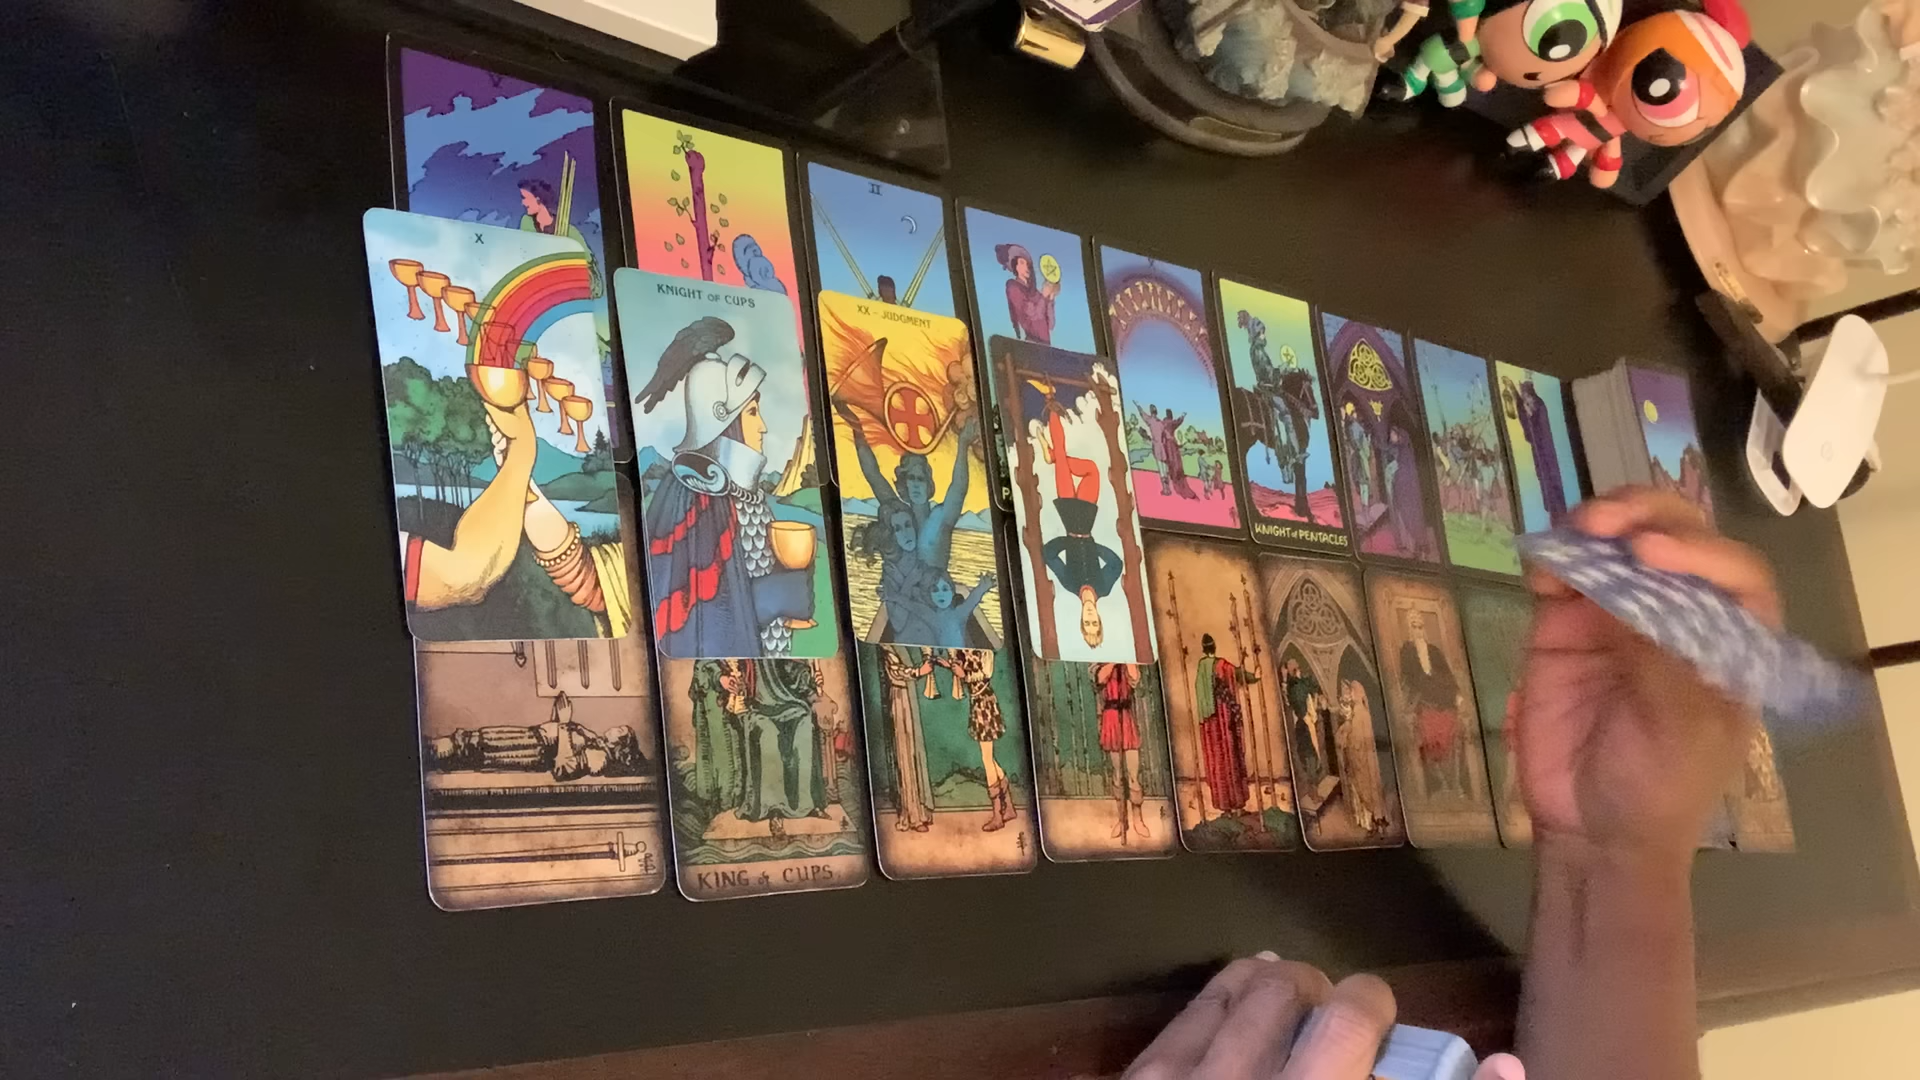 II
X
KNIGHT OF CUPS
XX - JUDGMENT
KNIGHT of PENTACLES
KING of CUPS